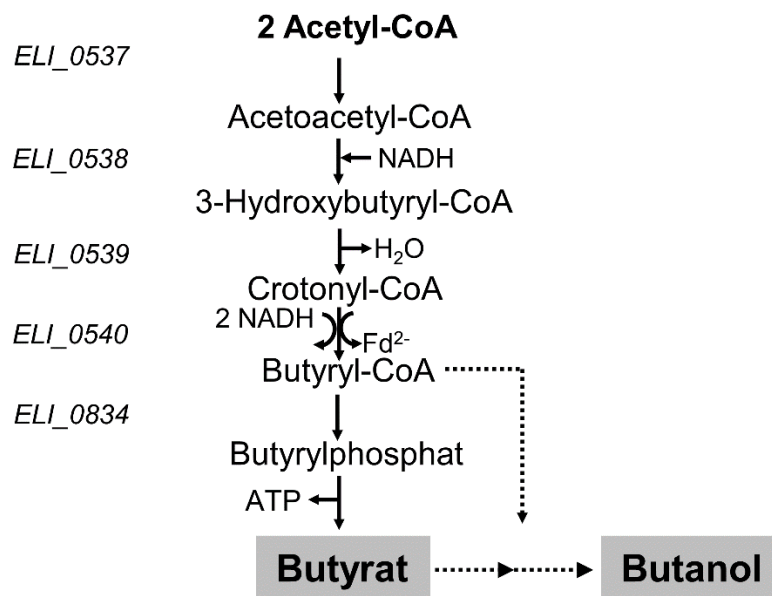 2 Acetyl-CoA
ELI_0537
Acetoacetyl-CoA
ELI_0538
NADH
3-Hydroxybutyryl-CoA
ELI_0539
H₂O
Crotonyl-CoA
2 NADH
ELI_0540
Fd²⁻
Butyryl-CoA
ELI_0834
Butyrylphosphat
ATP
Butyrat
Butanol